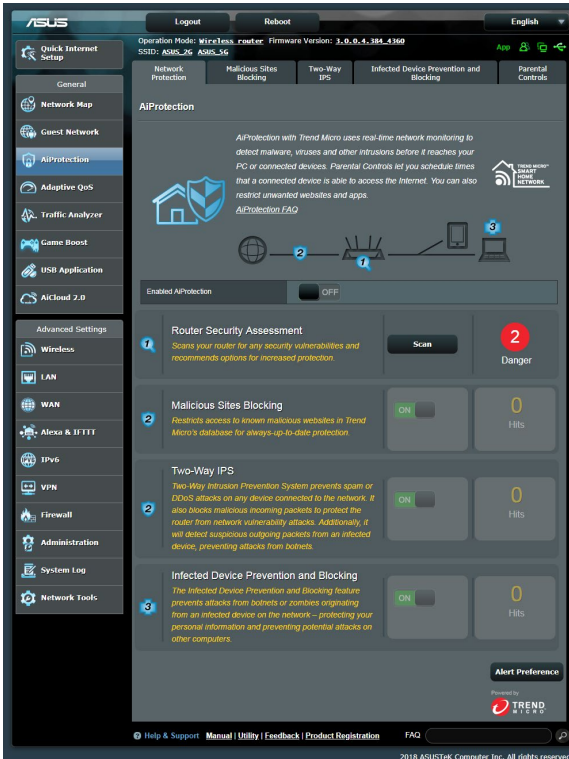 ASUS
Logout
Reboot
English
Quick Internet
Setup
Operation Mode: Wireless router Firmware Version: 3.0.0.4.384_4360
SSID: ASUS_2G ASUS_5G
App
General
Network Map
Guest Network
AiProtection
Adaptive QoS
Traffic Analyzer
Game Boost
USB Application
AiCloud 2.0
Advanced Settings
Wireless
LAN
WAN
Alexa & IFTTT
IPv6
VPN
Firewall
Administration
System Log
Network Tools
Network
Protection
Malicious Sites
Blocking
Two-Way
IPS
Infected Device Prevention and
Blocking
Parental
Controls
AiProtection
AiProtection with Trend Micro uses real-time network monitoring to
detect malware, viruses and other intrusions before it reaches your
PC or connected devices. Parental Controls let you schedule times
that a connected device is able to access the Internet. You can also
restrict unwanted websites and apps.
AiProtection FAQ
TREND MICRO™
SMART
HOME
NETWORK
2
1
3
Enabled AiProtection
OFF
1
Router Security Assessment
Scans your router for any security vulnerabilities and
recommends options for increased protection.
Scan
2
Danger
2
Malicious Sites Blocking
Restricts access to known malicious websites in Trend
Micro's database for always-up-to-date protection.
ON
0
Hits
2
Two-Way IPS
Two-Way Intrusion Prevention System prevents spam or
DDoS attacks on any device connected to the network. It
also blocks malicious incoming packets to protect the
router from network vulnerability attacks. Additionally, it
will detect suspicious outgoing packets from an infected
device, preventing attacks from botnets.
ON
0
Hits
3
Infected Device Prevention and Blocking
The Infected Device Prevention and Blocking feature
prevents attacks from botnets or zombies originating
from an infected device on the network – protecting your
personal information and preventing potential attacks on
other computers.
ON
0
Hits
Alert Preference
Powered by
TREND
MICRO
Help & Support Manual | Utility | Feedback | Product Registration
FAQ
2018 ASUSTeK Computer Inc. All rights reserved